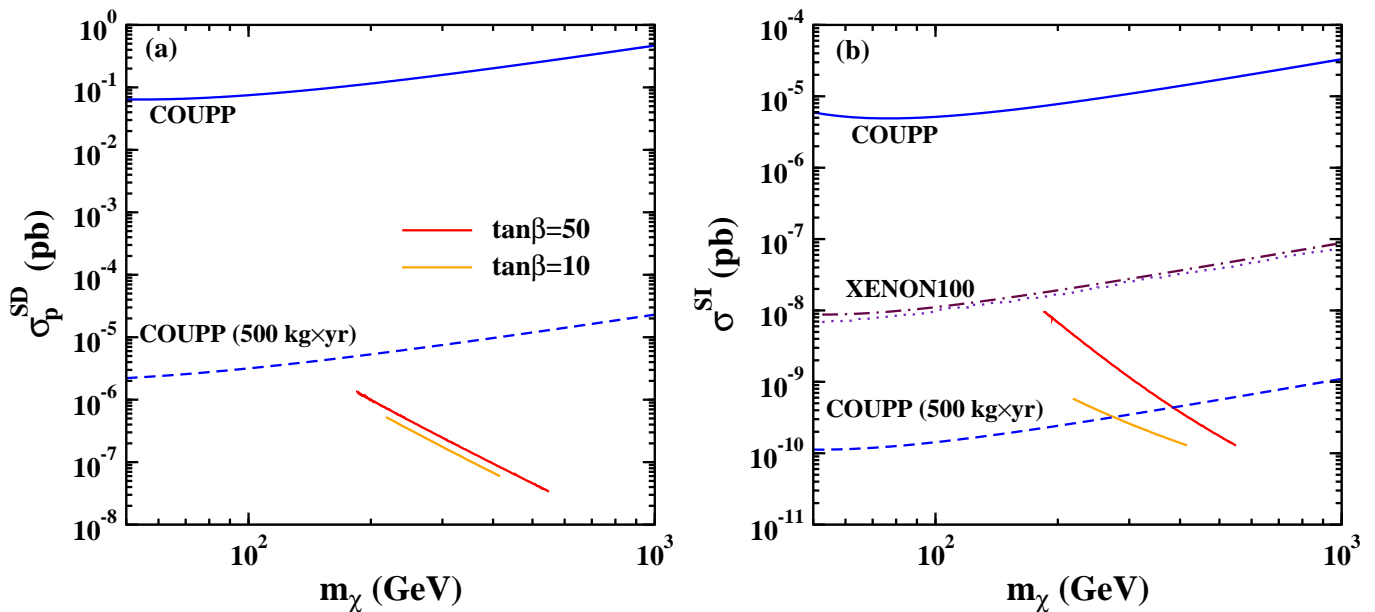 (a)
10^0
10^-1
10^-2
10^-3
10^-4
10^-5
10^-6
10^-7
10^-8
σ_p^SD (pb)
COUPP
tanβ=50
tanβ=10
COUPP (500 kg×yr)
10^2
10^3
m_χ (GeV)
(b)
10^-4
10^-5
10^-6
10^-7
10^-8
10^-9
10^-10
10^-11
σ^SI (pb)
COUPP
XENON100
COUPP (500 kg×yr)
10^2
10^3
m_χ (GeV)